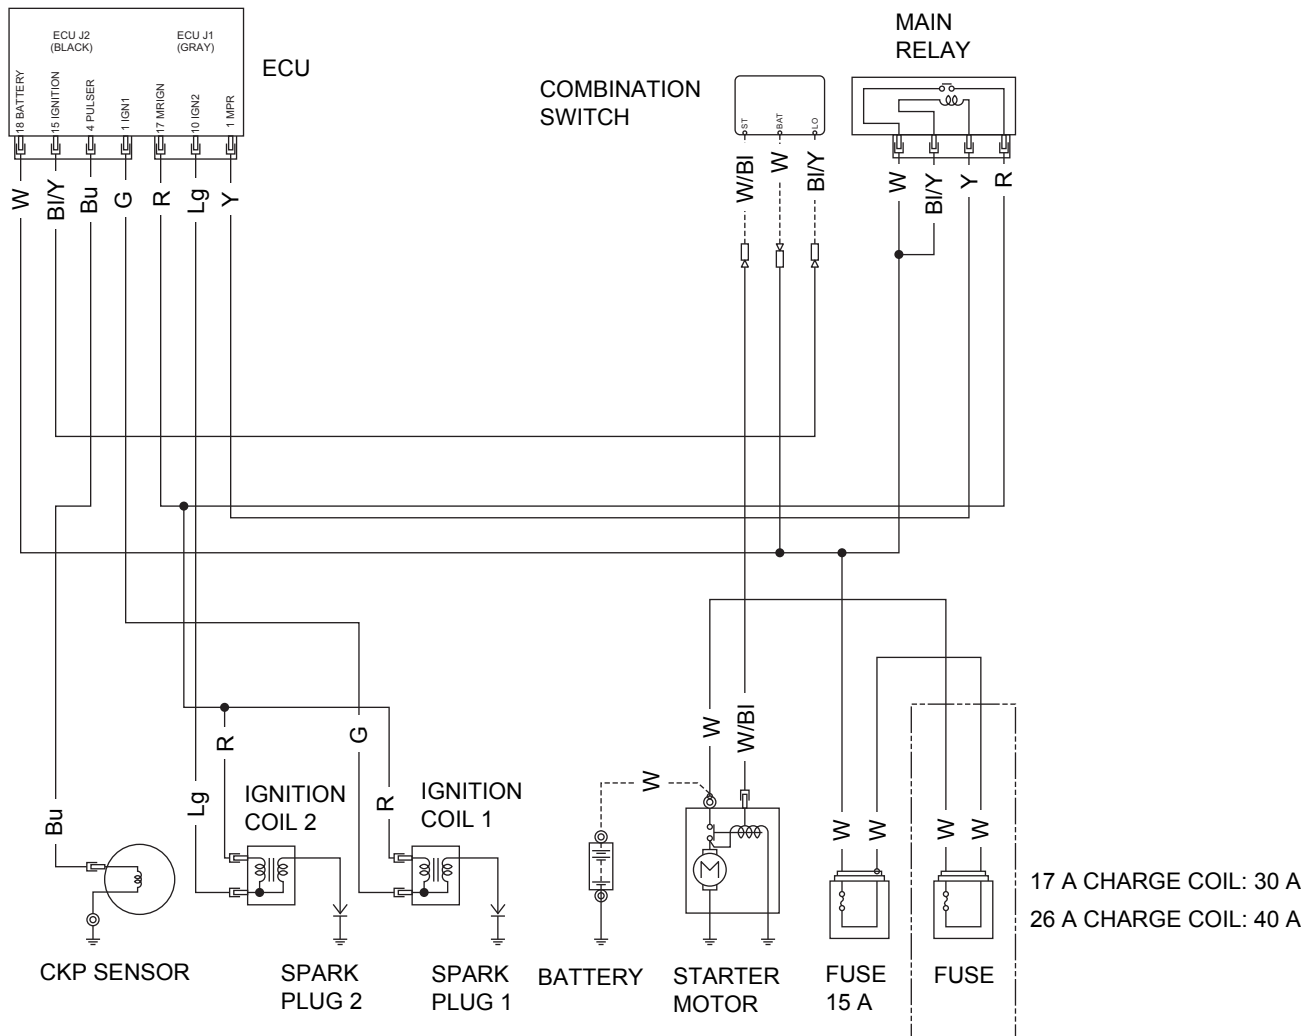 ECU J2
(BLACK)
ECU J1
(GRAY)
18 BATTERY
15 IGNITION
4 PULSER
1 IGN1
17 MRIGN
10 IGN2
1 MPR
ECU
W
Bl/Y
Bu
G
R
Lg
Y
COMBINATION
SWITCH
ST
BAT
LO
W/Bl
W
Bl/Y
MAIN
RELAY
W
Bl/Y
Y
R
R
G
W
W/Bl
Bu
Lg
IGNITION
COIL 2
R
IGNITION
COIL 1
W
M
W
W
W
W
17 A CHARGE COIL: 30 A
26 A CHARGE COIL: 40 A
CKP SENSOR
SPARK
PLUG 2
SPARK
PLUG 1
BATTERY
STARTER
MOTOR
FUSE
15 A
FUSE